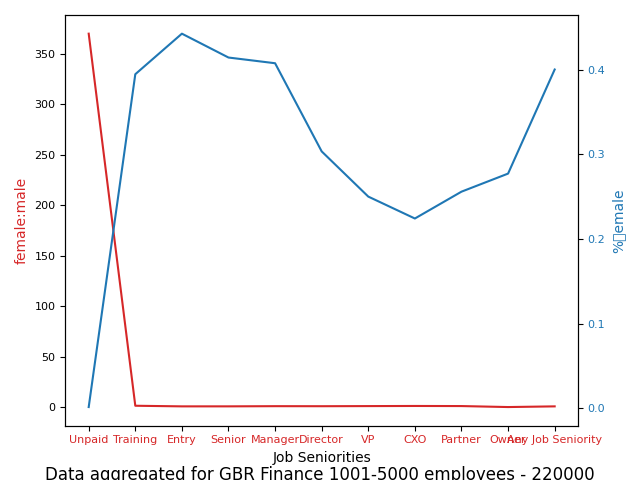 female:male
350
300
250
200
150
100
50
0
0.4
0.3
0.2
0.1
0.0
%▯emale
Unpaid Training Entry Senior Manager Director VP CXO Partner Owner Any Job Seniority
Job Seniorities
Data aggregated for GBR Finance 1001-5000 employees - 220000